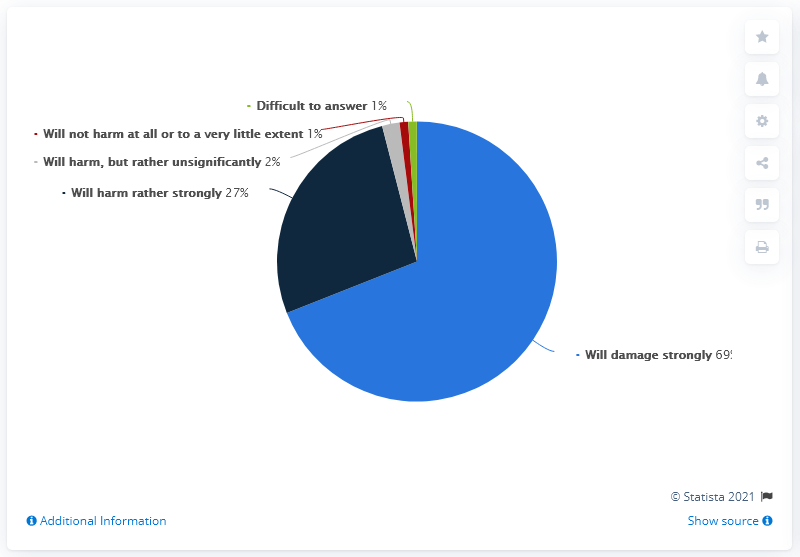 - Difficult to answer 1%
- Will not harm at all or to a very little extent 1%
- Will harm, but rather unsignificantly 2%
- Will harm rather strongly 27%
- Will damage strongly 69%
© Statista 2021
Additional Information
Show source